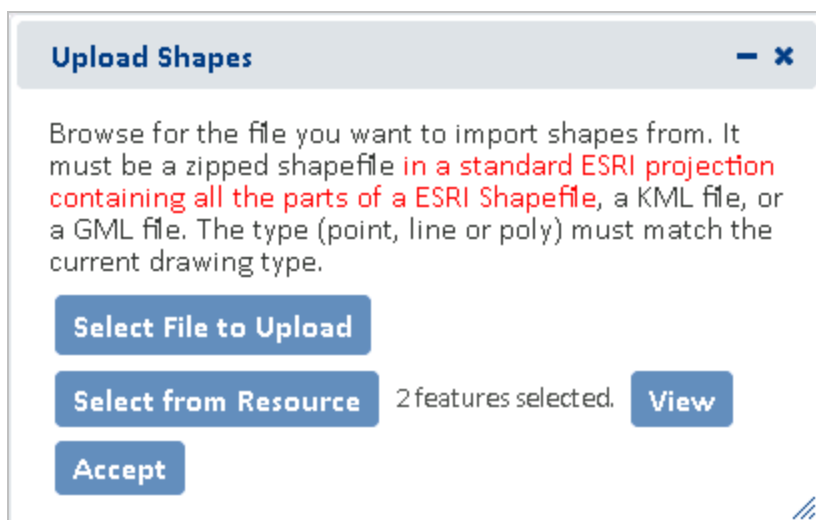 Upload Shapes
Browse for the file you want to import shapes from. It
must be a zipped shapefile in a standard ESRI projection
containing all the parts of a ESRI Shapefile, a KML file, or
a GML file. The type (point, line or poly) must match the
current drawing type.
Select File to Upload
Select from Resource 2 features selected. View
Accept